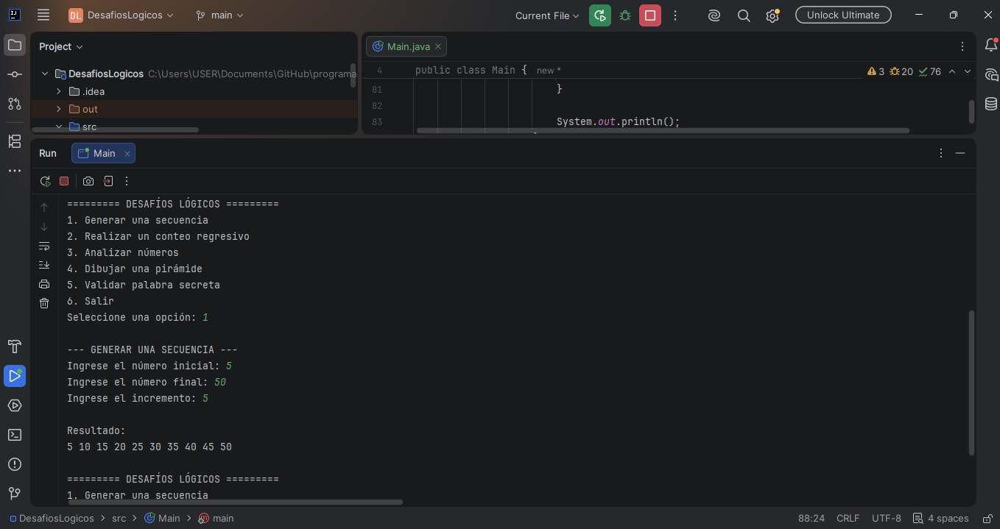 IJ
DL DesafiosLogicos main Current File Unlock Ultimate
Project
DesafiosLogicos C:\Users\USER\Documents\GitHub\programa
.idea
out
src
Main.java
4 public class Main { new *
3 20 76
81 }
82
83 System.out.println();
Run Main
========= DESAFÍOS LÓGICOS =========
1. Generar una secuencia
2. Realizar un conteo regresivo
3. Analizar números
4. Dibujar una pirámide
5. Validar palabra secreta
6. Salir
Seleccione una opción: 1
--- GENERAR UNA SECUENCIA ---
Ingrese el número inicial: 5
Ingrese el número final: 50
Ingrese el incremento: 5
Resultado:
5 10 15 20 25 30 35 40 45 50
========= DESAFÍOS LÓGICOS =========
1. Generar una secuencia
DesafiosLogicos > src > Main > main 88:24 CRLF UTF-8 4 spaces